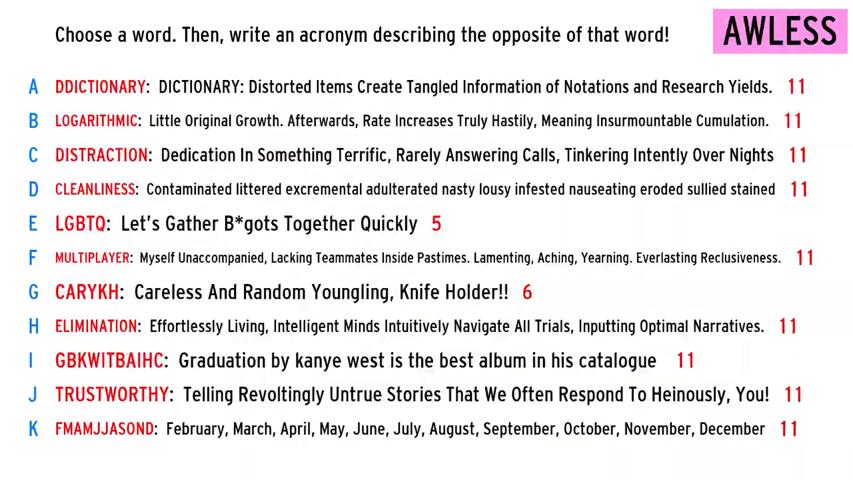 Choose a word. Then, write an acronym describing the opposite of that word!
AWLESS
A DDICTIONARY: DICTIONARY: Distorted Items Create Tangled Information of Notations and Research Yields. 11
B LOGARITHMIC: Little Original Growth. Afterwards, Rate Increases Truly Hastily, Meaning Insurmountable Cumulation. 11
C DISTRACTION: Dedication In Something Terrific, Rarely Answering Calls, Tinkering Intently Over Nights 11
D CLEANLINESS: Contaminated littered excremental adulterated nasty lousy infested nauseating eroded sullied stained 11
E LGBTQ: Let's Gather B*gots Together Quickly 5
F MULTIPLAYER: Myself Unaccompanied, Lacking Teammates Inside Pastimes. Lamenting, Aching, Yearning. Everlasting Reclusiveness. 11
G CARYKH: Careless And Random Youngling, Knife Holder!! 6
H ELIMINATION: Effortlessly Living, Intelligent Minds Intuitively Navigate All Trials, Inputting Optimal Narratives. 11
I GBKWITBAIHC: Graduation by kanye west is the best album in his catalogue 11
J TRUSTWORTHY: Telling Revoltingly Untrue Stories That We Often Respond To Heinously, You! 11
K FMAMJJASOND: February, March, April, May, June, July, August, September, October, November, December 11